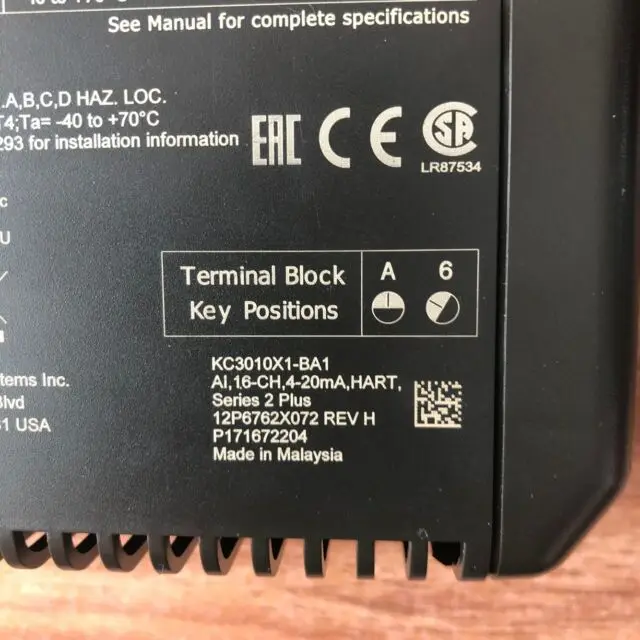 See Manual for complete specifications
.A,B,C,D HAZ. LOC.
T4;Ta= -40 to +70°C
293 for installation information
EAC CE SA
LR87534
c
U
Terminal Block A 6
Key Positions
KC3010X1-BA1
AI,16-CH,4-20mA,HART,
Series 2 Plus
12P6762X072 REV H
P171672204
Made in Malaysia
tems Inc.
Blvd
61 USA